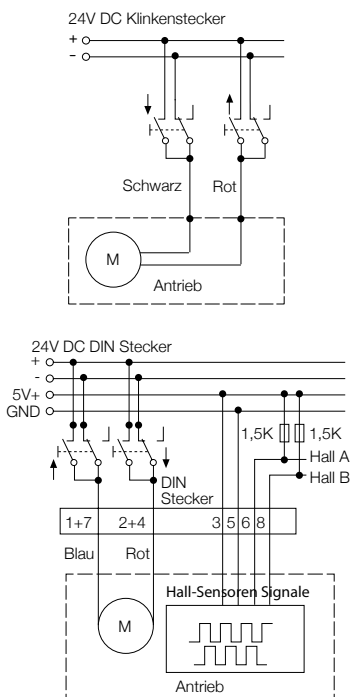 24V DC Klinkenstecker
+
-
Schwarz Rot
M
Antrieb
24V DC DIN Stecker
+
-
5V+
GND
1,5K 1,5K
Hall A
Hall B
DIN
Stecker
1+7 2+4 3 5 6 8
Blau Rot
Hall-Sensoren Signale
M
Antrieb